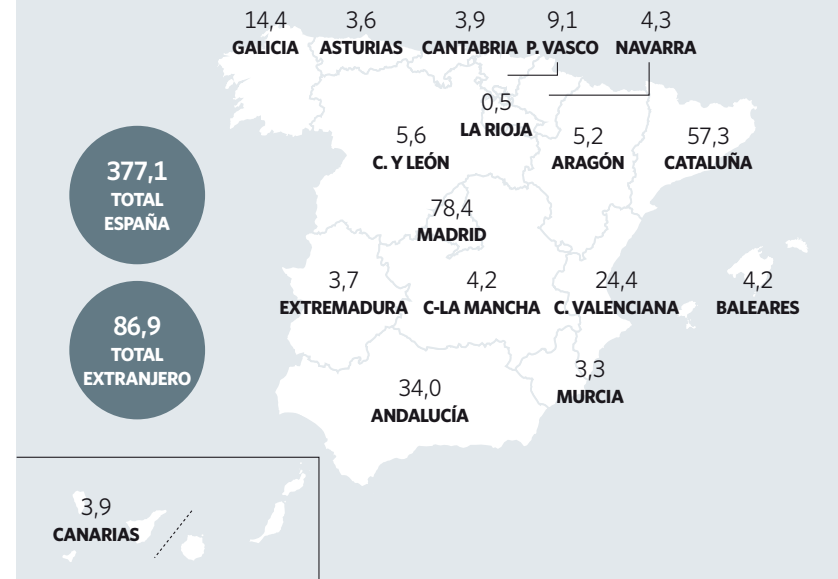 14,4
GALICIA
3,6
ASTURIAS
3,9
CANTABRIA
9,1
P. VASCO
4,3
NAVARRA
0,5
LA RIOJA
5,6
C. Y LEÓN
5,2
ARAGÓN
57,3
CATALUÑA
377,1
TOTAL
ESPAÑA
78,4
MADRID
3,7
EXTREMADURA
4,2
C-LA MANCHA
24,4
C. VALENCIANA
4,2
BALEARES
86,9
TOTAL
EXTRANJERO
34,0
ANDALUCÍA
3,3
MURCIA
3,9
CANARIAS